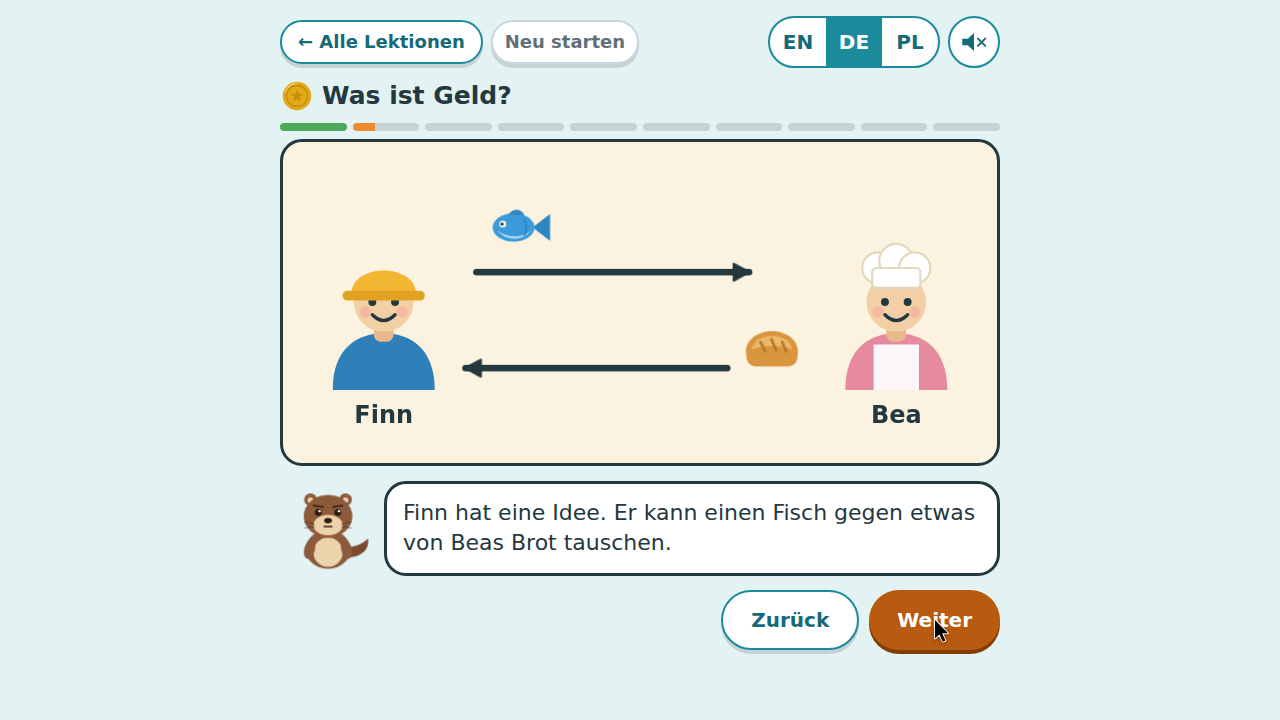 ← Alle Lektionen
Neu starten
EN
DE
PL
Was ist Geld?
Finn
Bea
Finn hat eine Idee. Er kann einen Fisch gegen etwas
von Beas Brot tauschen.
Zurück
Weiter